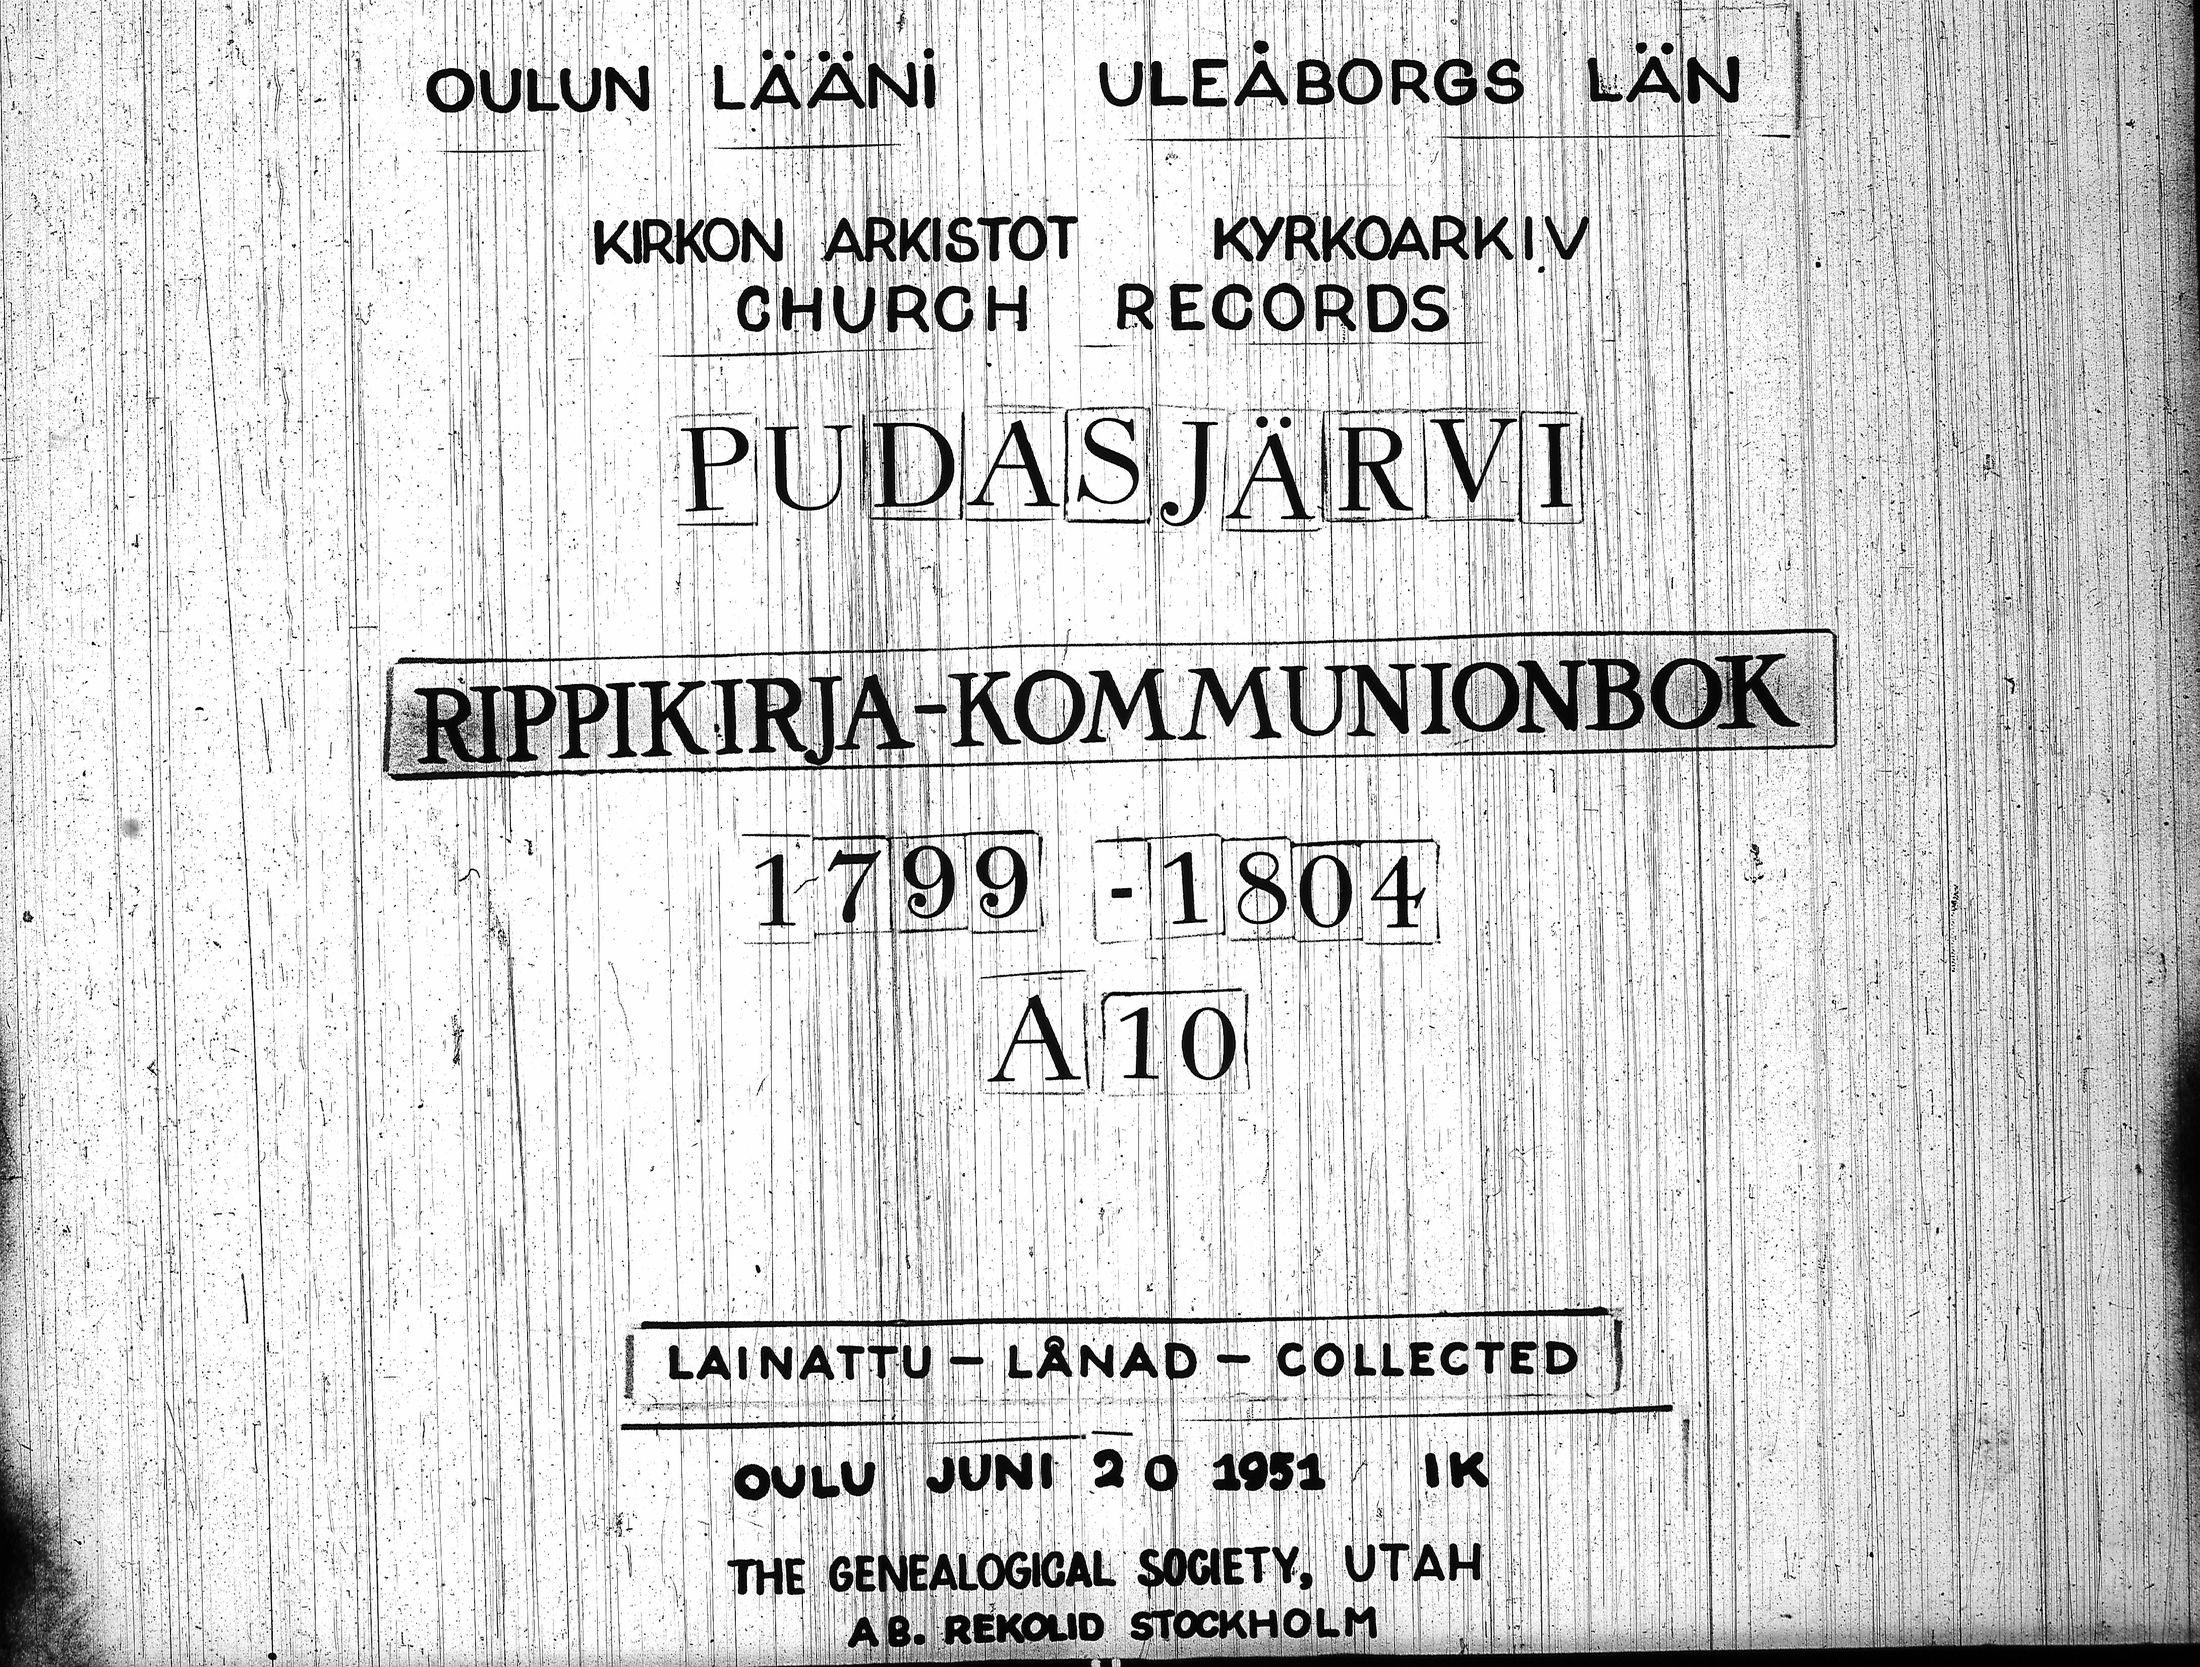 OULUN LÄÄNI ULEÅBORGS LÄN
KIRKON ARKISTOT KYRKOARKIV
CHURCH RECORDS
PUDASJÄRVI
RIPPIKIRJA-KOMMUNIONBOK
1799 -1804
A 10
LAINATTU - LÅNAD - COLLECTED
OULU JUNI 20 1951 IK
THE GENEALOGICAL SOCIETY, UTAH
AB. REKOLID STOCKHOLM